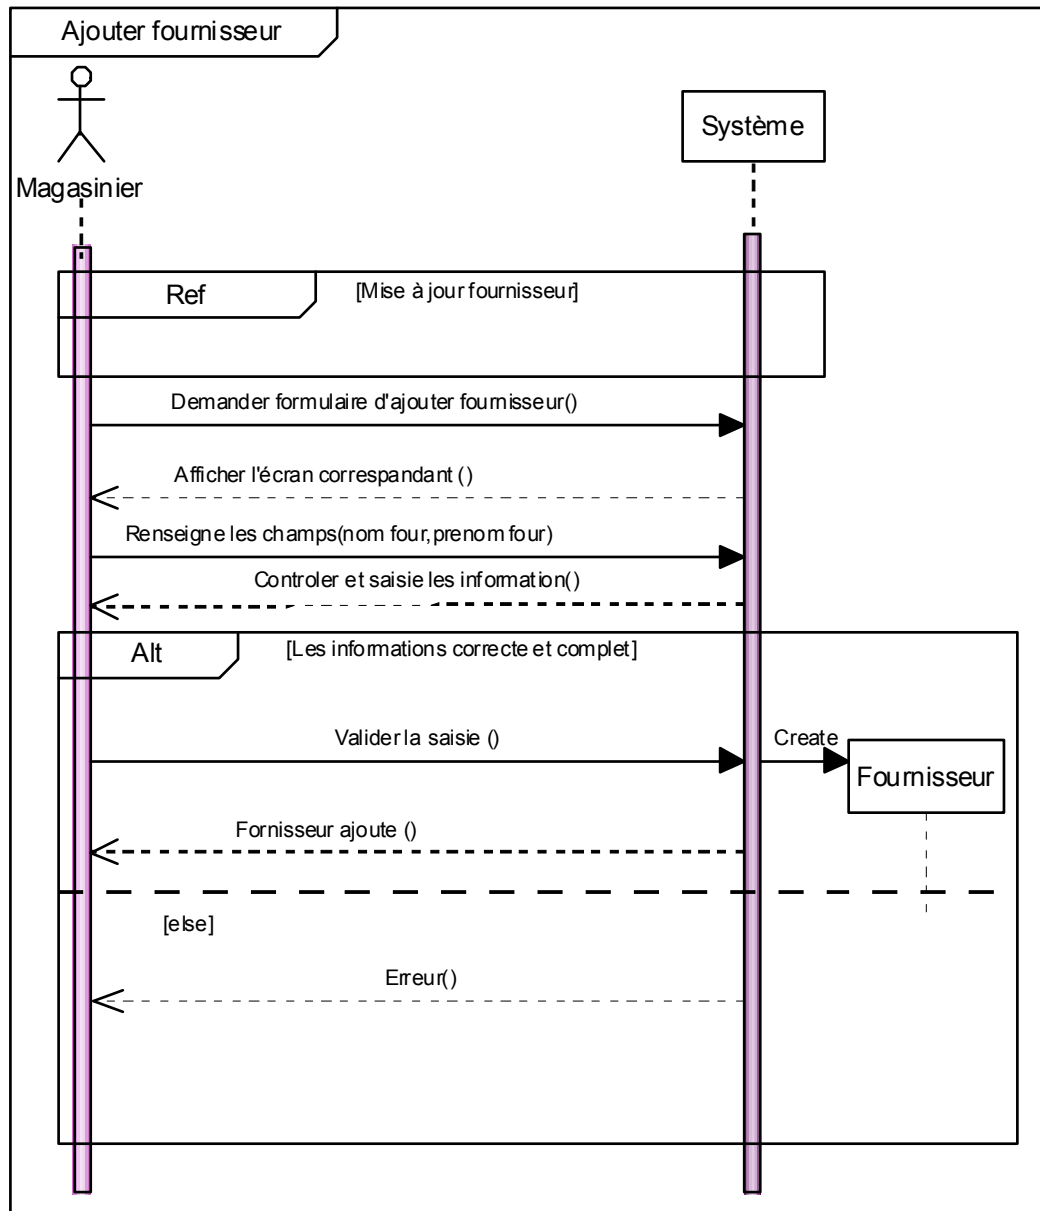 Ajouter fournisseur
Système
Magasinier
Ref
[Mise à jour fournisseur]
Demander formulaire d'ajouter fournisseur()
Afficher l'écran correspandant ()
Renseigne les champs(nom four,prenom four)
Controler et saisie les information()
Alt
[Les informations correcte et complet]
Valider la saisie ()
Create
Fournisseur
Fornisseur ajoute ()
[else]
Erreur()